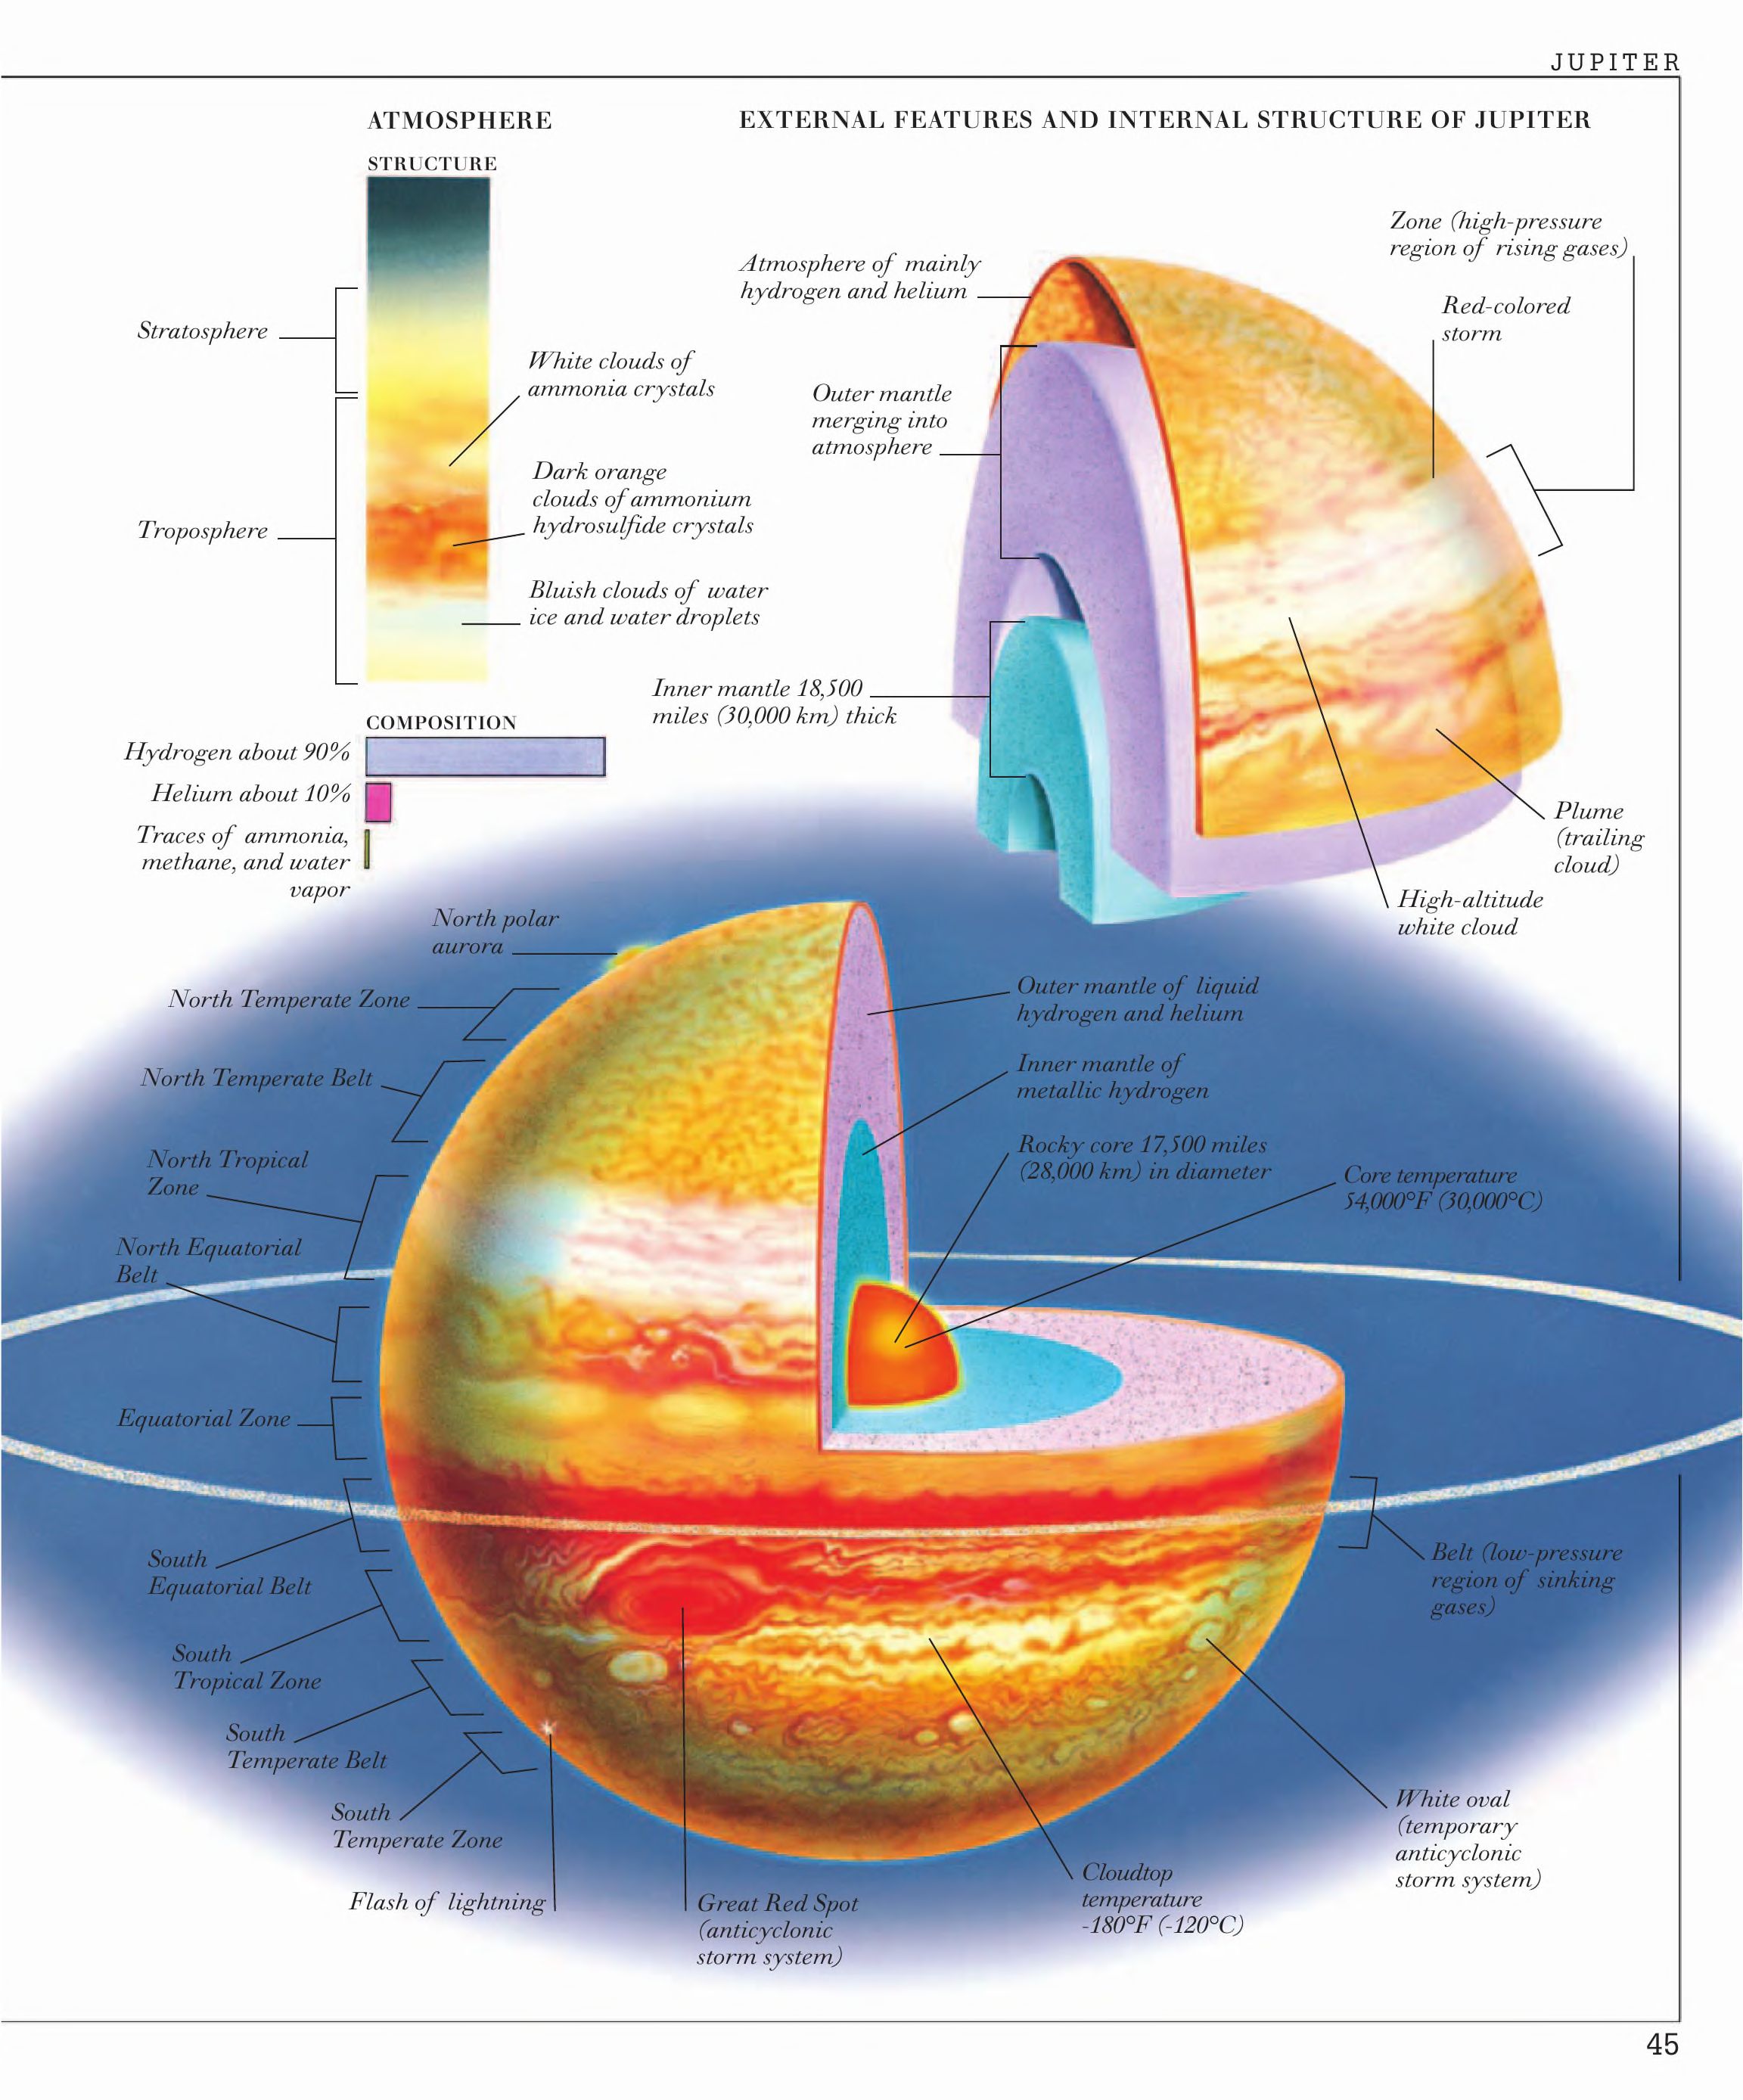 JUPITER
ATMOSPHERE
STRUCTURE
Stratosphere
Troposphere
White clouds of
ammonia crystals
Dark orange
clouds of ammonium
hydrosulfide crystals
Bluish clouds of water
ice and water droplets
COMPOSITION
Hydrogen about 90%
Helium about 10%
Traces of ammonia,
methane, and water
vapor
EXTERNAL FEATURES AND INTERNAL STRUCTURE OF JUPITER
Atmosphere of mainly
hydrogen and helium
Outer mantle
merging into
atmosphere
Inner mantle 18,500
miles (30,000 km) thick
Zone (high-pressure
region of rising gases)
Red-colored
storm
Plume
(trailing
cloud)
High-altitude
white cloud
North polar
aurora
North Temperate Zone
North Temperate Belt
North Tropical
Zone
North Equatorial
Belt
Equatorial Zone
South
Equatorial Belt
South
Tropical Zone
South
Temperate Belt
South
Temperate Zone
Flash of lightning
Great Red Spot
(anticyclonic
storm system)
Outer mantle of liquid
hydrogen and helium
Inner mantle of
metallic hydrogen
Rocky core 17,500 miles
(28,000 km) in diameter
Core temperature
54,000°F (30,000°C)
Belt (low-pressure
region of sinking
gases)
White oval
(temporary
anticyclonic
storm system)
Cloudtop
temperature
-180°F (-120°C)
45